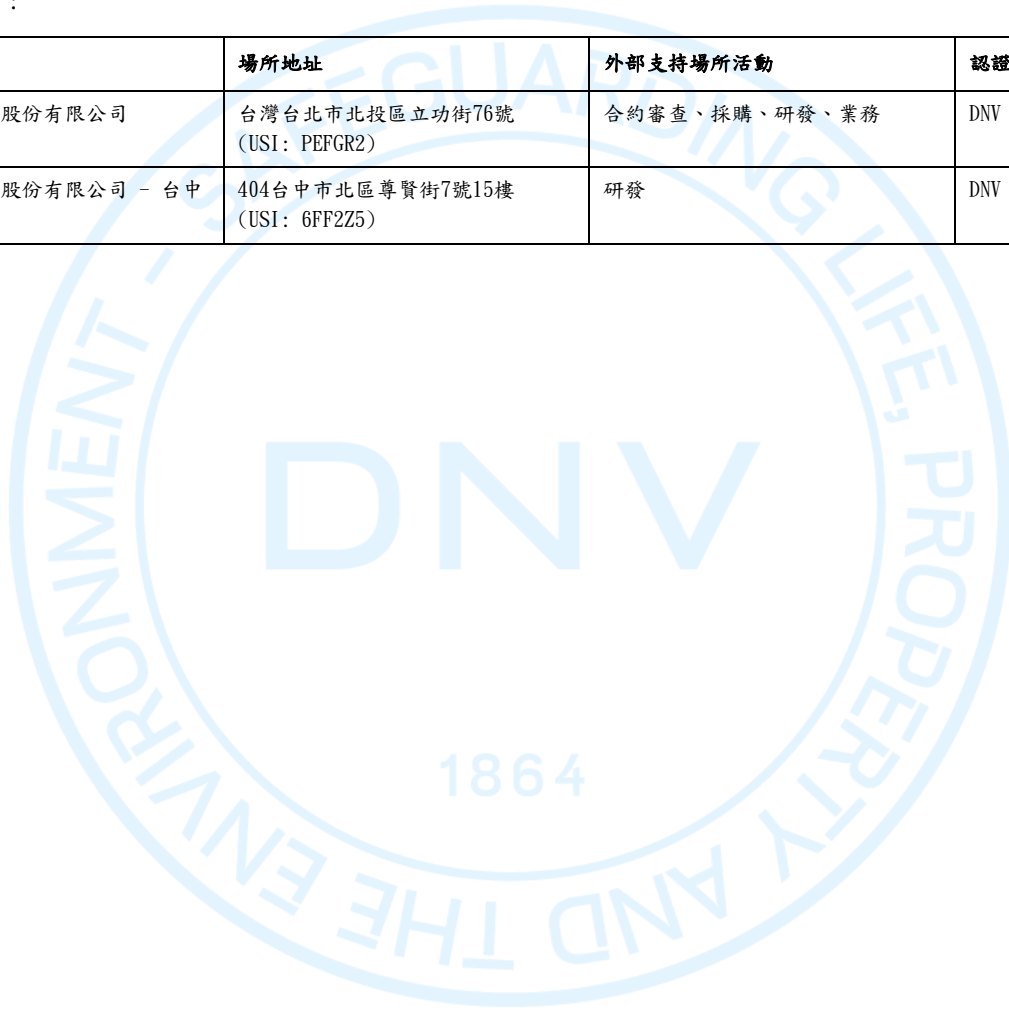 :
場所地址 外部支持場所活動 認證
股份有限公司 台灣台北市北投區立功街76號 合約審查、採購、研發、業務 DNV
(USI: PEFGR2)
股份有限公司 - 台中 404台中市北區尊賢街7號15樓 研發 DNV
(USI: 6FF2Z5)
SAFEGUARDING LIFE, PROPERTY AND THE ENVIRONMENT -
DNV
1864